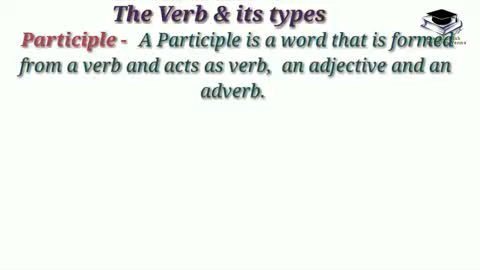 The Verb & its types
Participle - A Participle is a word that is formed
from a verb and acts as verb, an adjective and an
adverb.